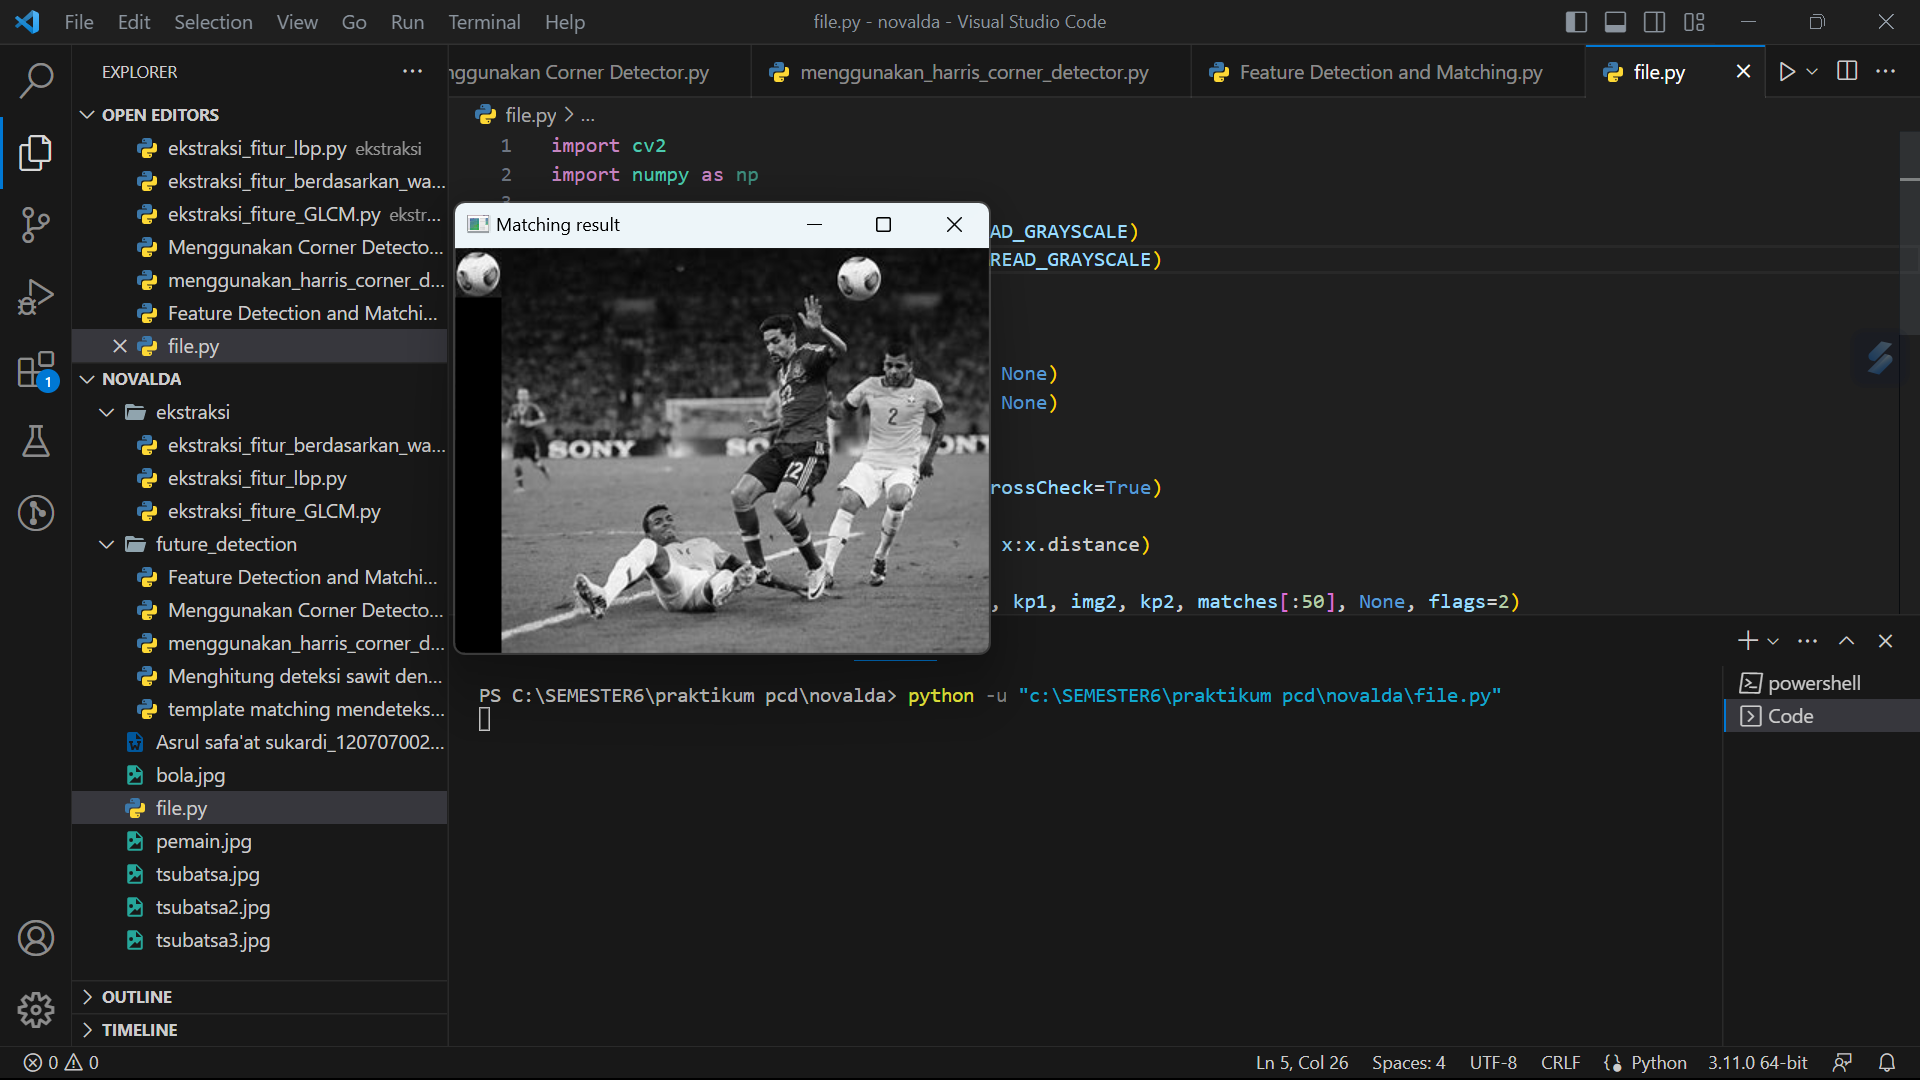 File Edit Selection View Go Run Terminal Help
file.py - novalda - Visual Studio Code
EXPLORER
OPEN EDITORS
ekstraksi_fitur_lbp.py ekstraksi
ekstraksi_fitur_berdasarkan_wa...
ekstraksi_fiture_GLCM.py ekstr...
Menggunakan Corner Detecto...
menggunakan_harris_corner_d...
Feature Detection and Matchi...
file.py
NOVALDA
ekstraksi
ekstraksi_fitur_berdasarkan_wa...
ekstraksi_fitur_lbp.py
ekstraksi_fiture_GLCM.py
future_detection
Feature Detection and Matchi...
Menggunakan Corner Detecto...
menggunakan_harris_corner_d...
Menghitung deteksi sawit den...
template matching mendeteks...
Asrul safa'at sukardi_120707002...
bola.jpg
file.py
pemain.jpg
tsubatsa.jpg
tsubatsa2.jpg
tsubatsa3.jpg
OUTLINE
TIMELINE
1
nggunakan Corner Detector.py
menggunakan_harris_corner_detector.py
Feature Detection and Matching.py
file.py
file.py > ...
1 import cv2
2 import numpy as np
AD_GRAYSCALE)
READ_GRAYSCALE)
None)
None)
rossCheck=True)
x:x.distance)
, kp1, img2, kp2, matches[:50], None, flags=2)
Matching result
SONY
2
12
PS C:\SEMESTER6\praktikum pcd\novalda> python -u "c:\SEMESTER6\praktikum pcd\novalda\file.py"
powershell
Code
0 0
Ln 5, Col 26 Spaces: 4 UTF-8 CRLF Python 3.11.0 64-bit